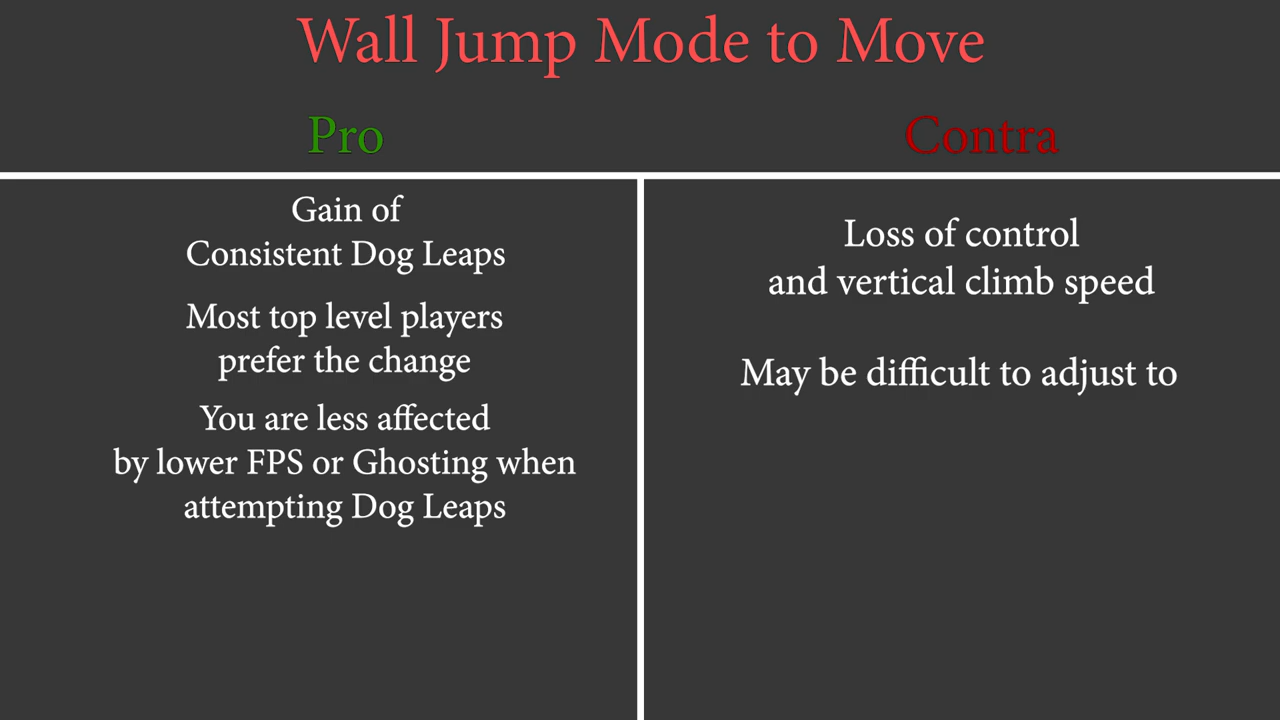 Wall Jump Mode to Move
Pro
Gain of
Consistent Dog Leaps
Most top level players
prefer the change
You are less affected
by lower FPS or Ghosting when
attempting Dog Leaps
Contra
Loss of control
and vertical climb speed
May be difficult to adjust to